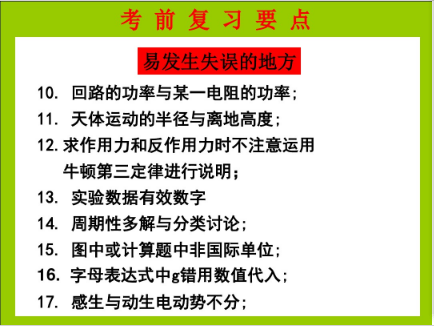 考前复习要点
易发生失误的地方
10. 回路的功率与某一电阻的功率;
11. 天体运动的半径与离地高度;
12.求作用力和反作用力时不注意运用
牛顿第三定律进行说明;
13. 实验数据有效数字
14. 周期性多解与分类讨论;
15. 图中或计算题中非国际单位;
16. 字母表达式中g错用数值代入;
17. 感生与动生电动势不分;